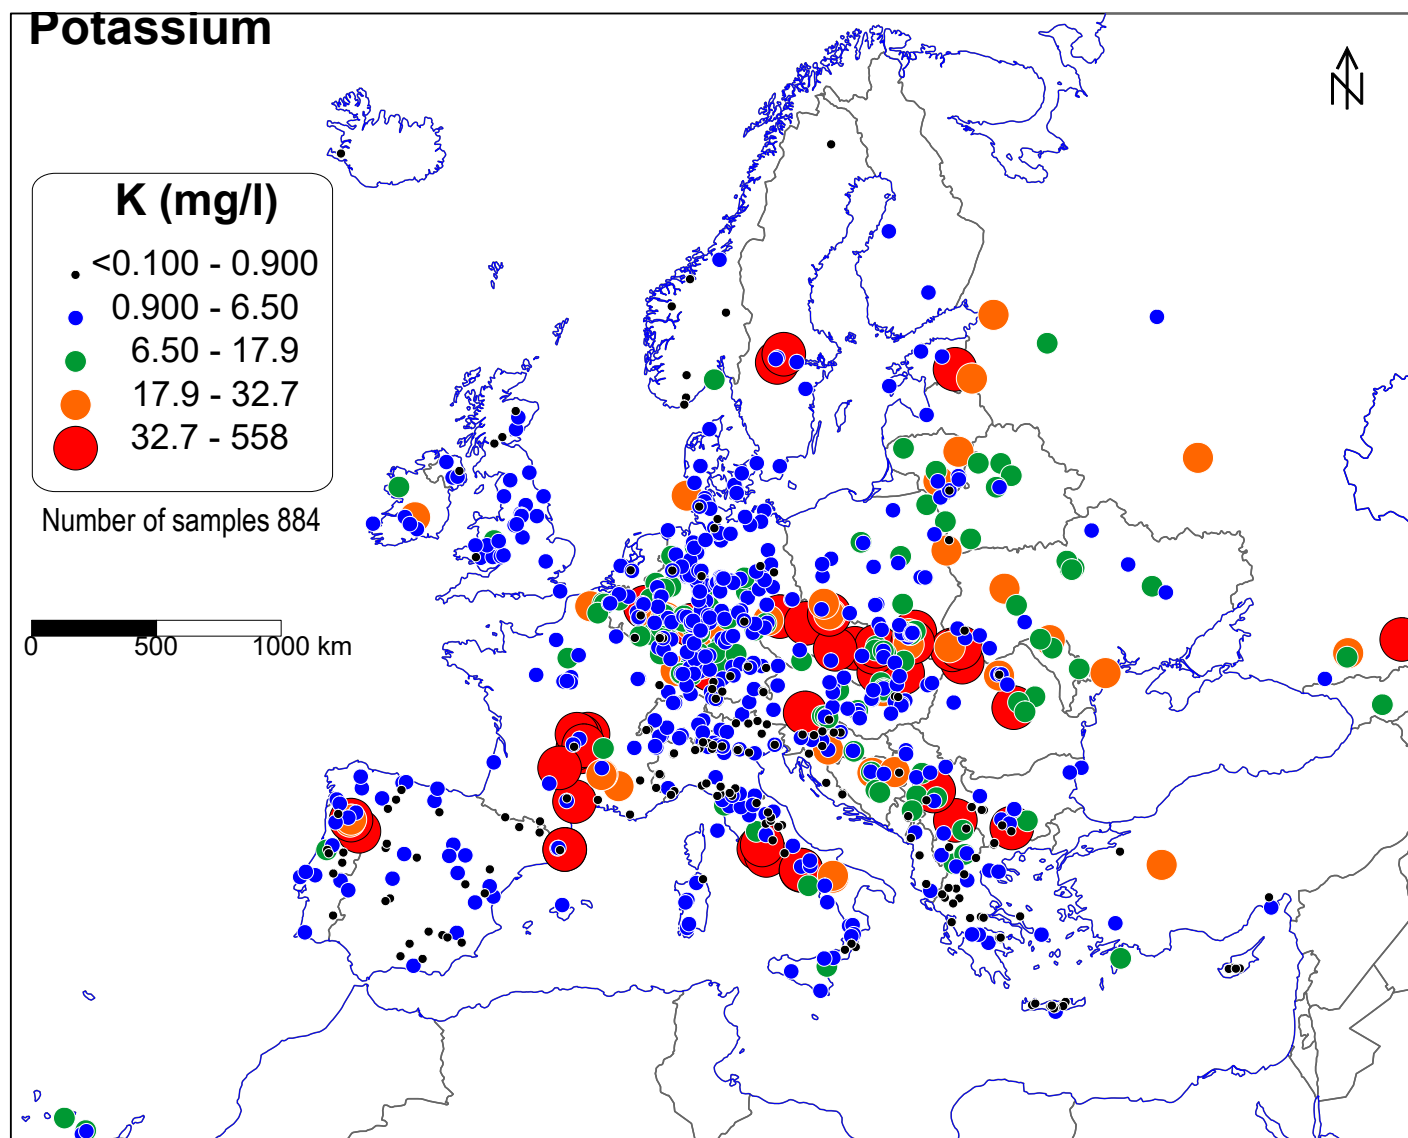 Potassium
N
K (mg/l)
<0.100 - 0.900
0.900 - 6.50
6.50 - 17.9
17.9 - 32.7
32.7 - 558
Number of samples 884
0 500 1000 km